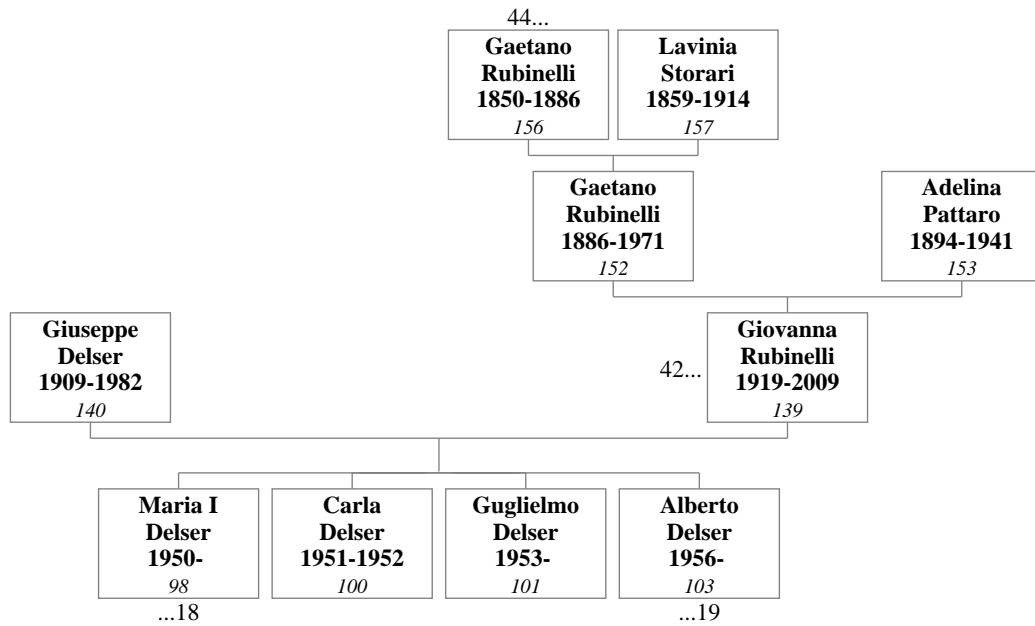 44...
Gaetano
Rubinelli
1850-1886
156
Lavinia
Storari
1859-1914
157
Gaetano
Rubinelli
1886-1971
152
Adelina
Pattaro
1894-1941
153
Giuseppe
Delser
1909-1982
140
42...
Giovanna
Rubinelli
1919-2009
139
Maria I
Delser
1950-
98
...18
Carla
Delser
1951-1952
100
Guglielmo
Delser
1953-
101
Alberto
Delser
1956-
103
...19